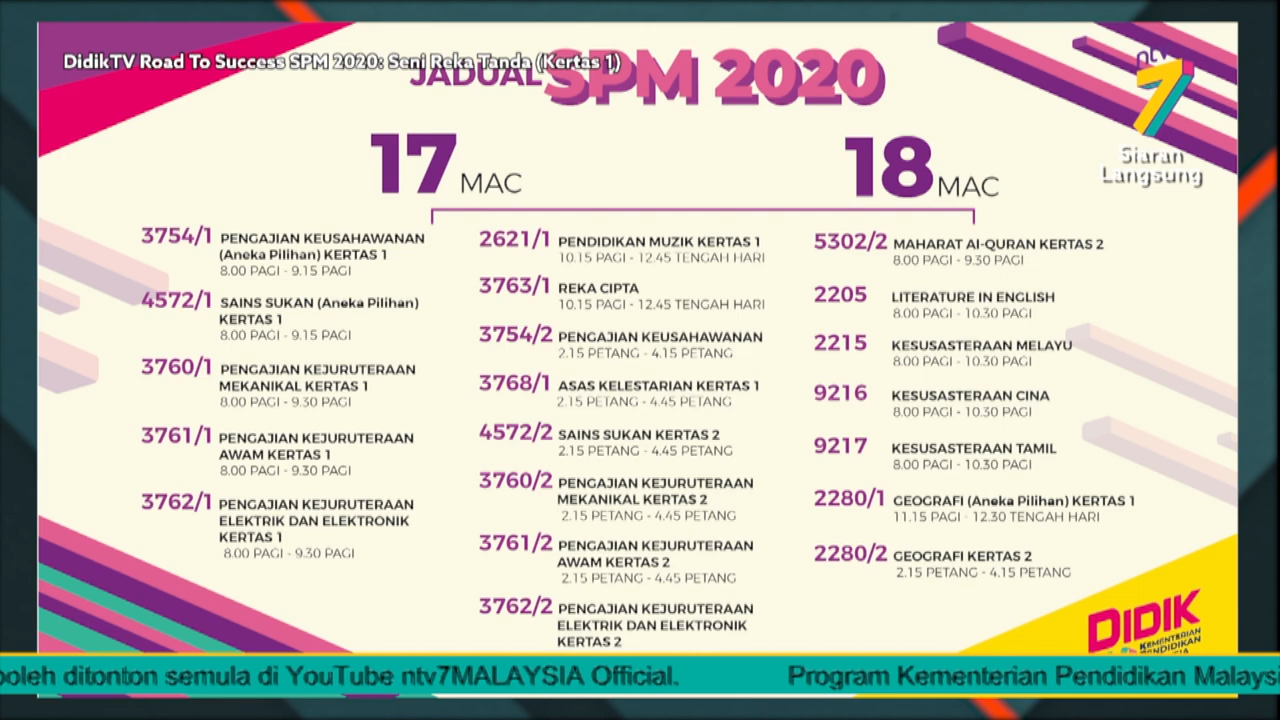 DidikTV Road To Success SPM 2020: Seni Reka Tanda (Kertas 1)
JADUAL SPM 2020
ntv
7
Siaran
Langsung
17 MAC
3754/1 PENGAJIAN KEUSAHAWANAN
(Aneka Pilihan) KERTAS 1
8.00 PAGI - 9.15 PAGI
4572/1 SAINS SUKAN (Aneka Pilihan)
KERTAS 1
8.00 PAGI - 9.15 PAGI
3760/1 PENGAJIAN KEJURUTERAAN
MEKANIKAL KERTAS 1
8.00 PAGI - 9.30 PAGI
3761/1 PENGAJIAN KEJURUTERAAN
AWAM KERTAS 1
8.00 PAGI - 9.30 PAGI
3762/1 PENGAJIAN KEJURUTERAAN
ELEKTRIK DAN ELEKTRONIK
KERTAS 1
8.00 PAGI - 9.30 PAGI
2621/1 PENDIDIKAN MUZIK KERTAS 1
10.15 PAGI - 12.45 TENGAH HARI
3763/1 REKA CIPTA
10.15 PAGI - 12.45 TENGAH HARI
3754/2 PENGAJIAN KEUSAHAWANAN
2.15 PETANG - 4.15 PETANG
3768/1 ASAS KELESTARIAN KERTAS 1
2.15 PETANG - 4.45 PETANG
4572/2 SAINS SUKAN KERTAS 2
2.15 PETANG - 4.45 PETANG
3760/2 PENGAJIAN KEJURUTERAAN
MEKANIKAL KERTAS 2
2.15 PETANG - 4.45 PETANG
3761/2 PENGAJIAN KEJURUTERAAN
AWAM KERTAS 2
2.15 PETANG - 4.45 PETANG
3762/2 PENGAJIAN KEJURUTERAAN
ELEKTRIK DAN ELEKTRONIK
KERTAS 2
18 MAC
5302/2 MAHARAT Al-QURAN KERTAS 2
8.00 PAGI - 9.30 PAGI
2205 LITERATURE IN ENGLISH
8.00 PAGI - 10.30 PAGI
2215 KESUSASTERAAN MELAYU
8.00 PAGI - 10.30 PAGI
9216 KESUSASTERAAN CINA
8.00 PAGI - 10.30 PAGI
9217 KESUSASTERAAN TAMIL
8.00 PAGI - 10.30 PAGI
2280/1 GEOGRAFI (Aneka Pilihan) KERTAS 1
11.15 PAGI - 12.30 TENGAH HARI
2280/2 GEOGRAFI KERTAS 2
2.15 PETANG - 4.15 PETANG
DIDIK
KEMENTERIAN
PENDIDIKAN
boleh ditonton semula di YouTube ntv7MALAYSIA Official. Program Kementerian Pendidikan Malaysi